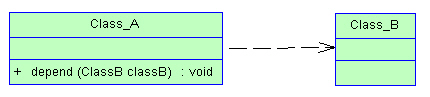 Class_A
Class_B
+ depend (ClassB classB) : void